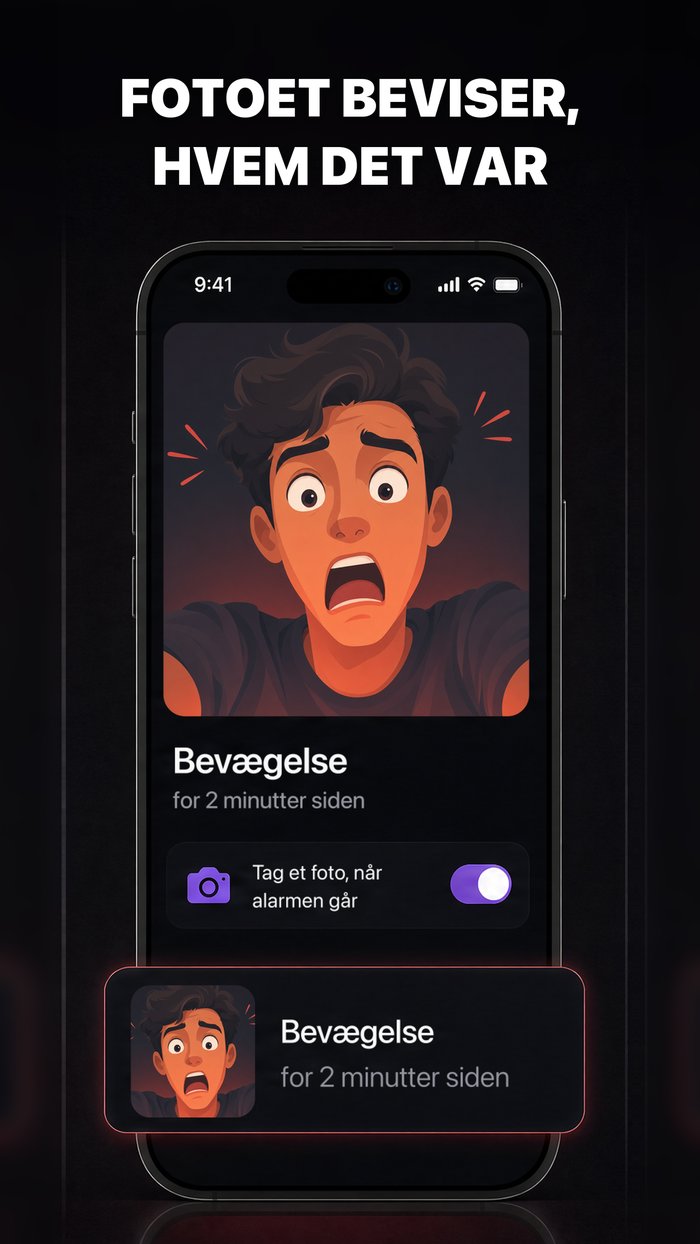 FOTOET BEVISER,
HVEM DET VAR
9:41
Bevægelse
for 2 minutter siden
Tag et foto, når
alarmen går
Bevægelse
for 2 minutter siden